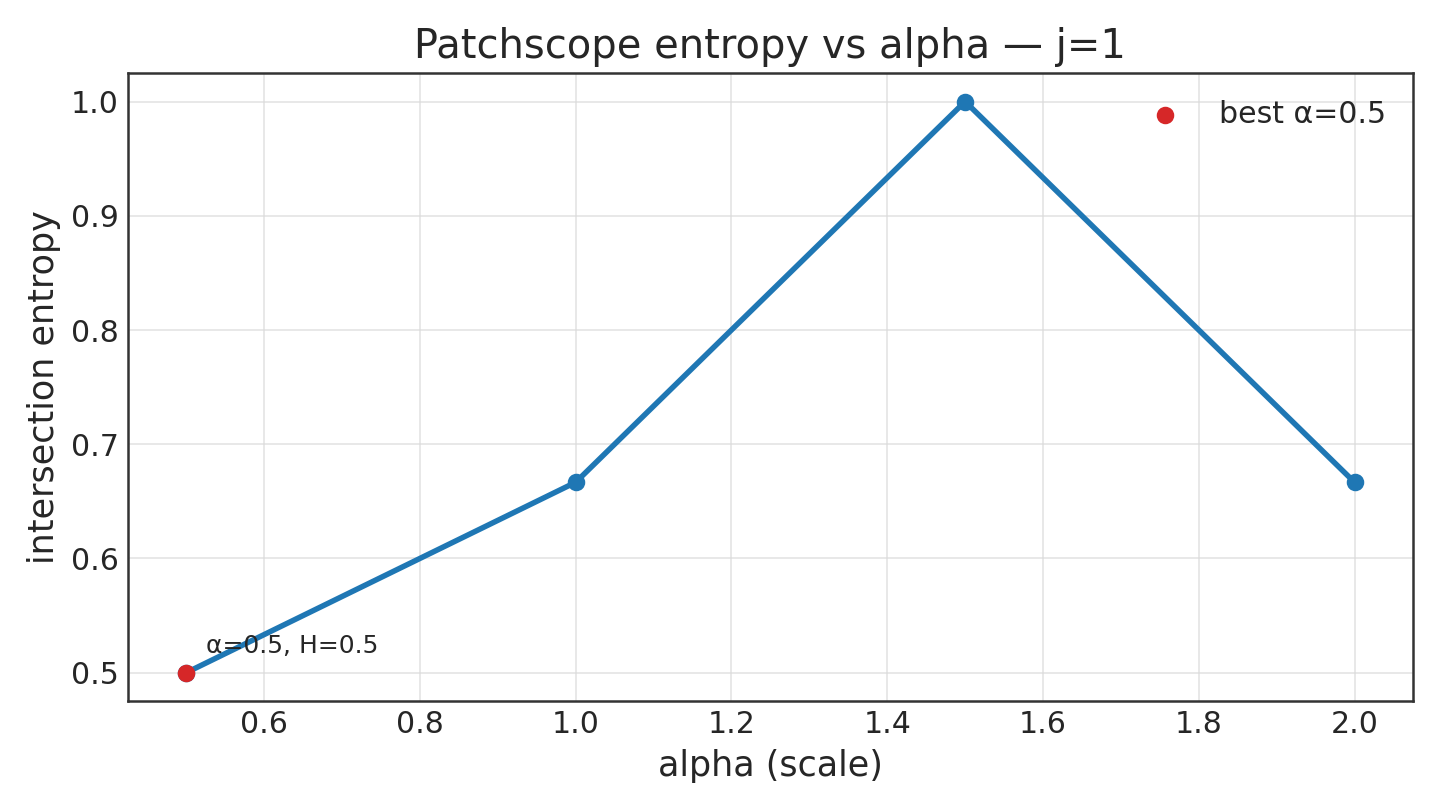 Patchscope entropy vs alpha — j=1
1.0
0.9
0.8
0.7
0.6
0.5
intersection entropy
best α=0.5
α=0.5, H=0.5
0.6 0.8 1.0 1.2 1.4 1.6 1.8 2.0
alpha (scale)